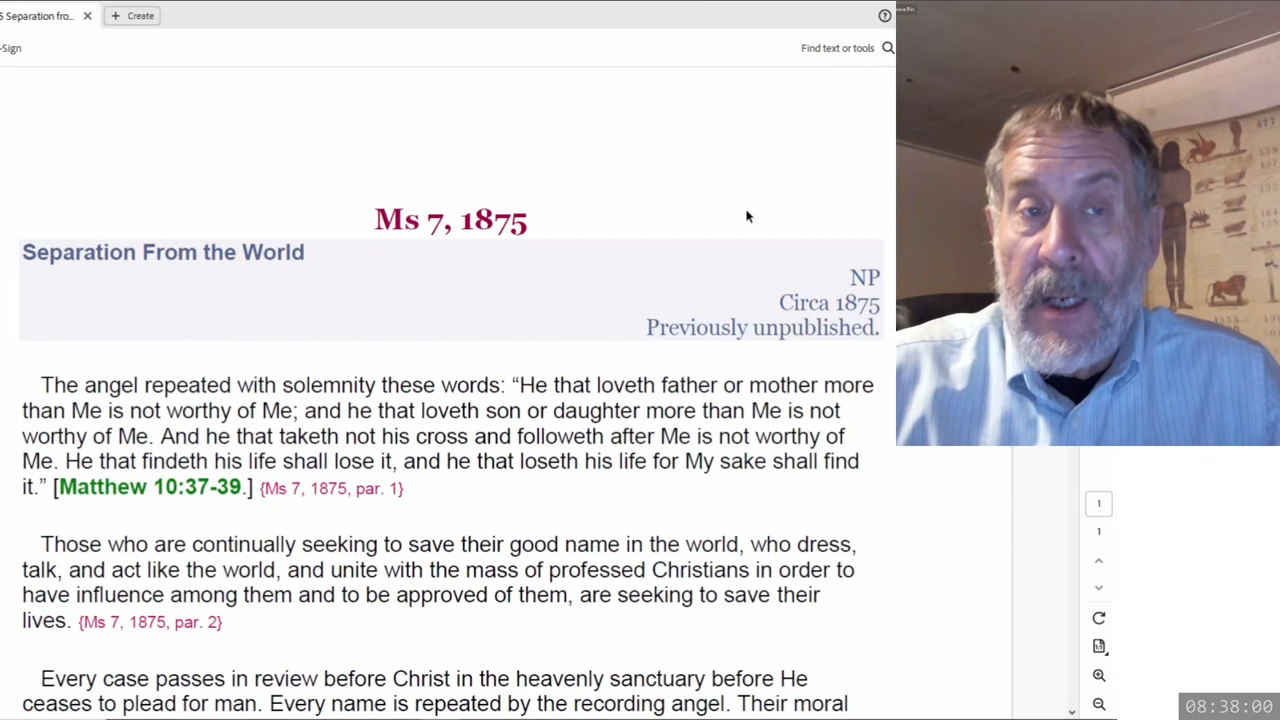 5 Separation fro...
Create
-Sign
Find text or tools
Ms 7, 1875
Separation From the World
NP
Circa 1875
Previously unpublished.
The angel repeated with solemnity these words: “He that loveth father or mother more
than Me is not worthy of Me; and he that loveth son or daughter more than Me is not
worthy of Me. And he that taketh not his cross and followeth after Me is not worthy of
Me. He that findeth his life shall lose it, and he that loseth his life for My sake shall find
it.” [Matthew 10:37-39.] {Ms 7, 1875, par. 1}
Those who are continually seeking to save their good name in the world, who dress,
talk, and act like the world, and unite with the mass of professed Christians in order to
have influence among them and to be approved of them, are seeking to save their
lives. {Ms 7, 1875, par. 2}
Every case passes in review before Christ in the heavenly sanctuary before He
ceases to plead for man. Every name is repeated by the recording angel. Their moral
1
1
677
1335
08:38:00